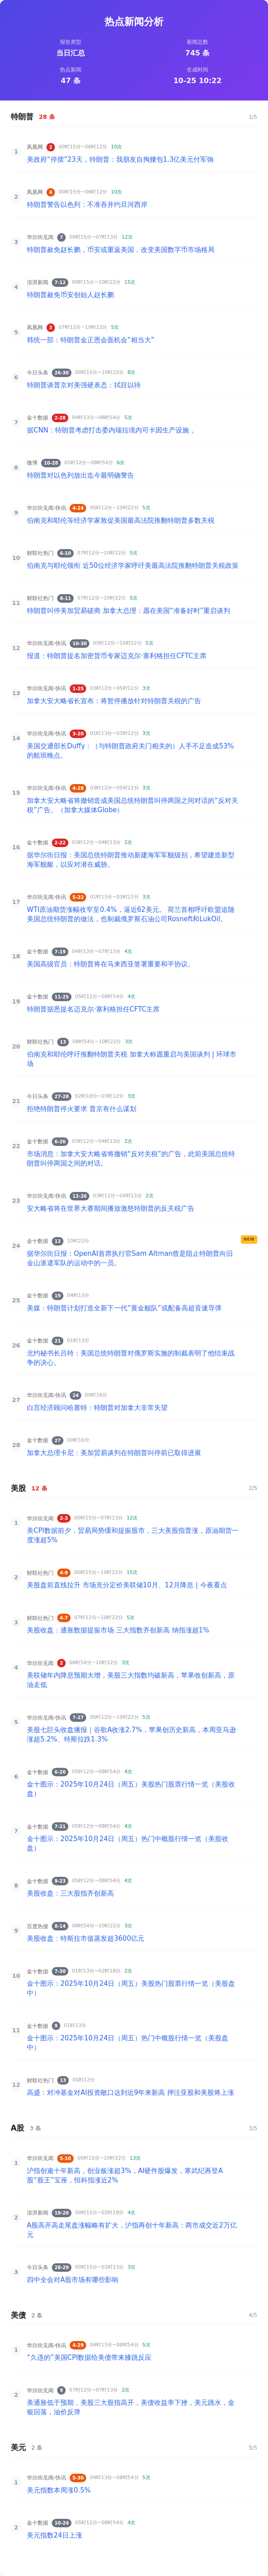 热点新闻分析
报告类型
当日汇总
新闻总数
745 条
热点新闻
47 条
生成时间
10-25 10:22
特朗普 28 条 1/5
1
凤凰网 2 00时15分~06时12分 10次
美政府“停摆”23天，特朗普：我朋友自掏腰包1.3亿美元付军饷
2
凤凰网 4 00时15分~06时12分 10次
特朗普警告以色列：不准吞并约旦河西岸
3
华尔街见闻 7 00时15分~07时13分 12次
特朗普赦免赵长鹏，币安或重返美国，改变美国数字币市场格局
4
澎湃新闻 7-12 00时15分~10时22分 15次
特朗普赦免币安创始人赵长鹏
5
凤凰网 3 07时12分~10时22分 5次
韩统一部：特朗普金正恩会面机会“相当大”
6
今日头条 26-30 00时15分~10时22分 8次
特朗普谈普京对美强硬表态：拭目以待
7
金十数据 2-28 04时13分~08时54分 5次
据CNN：特朗普考虑打击委内瑞拉境内可卡因生产设施 。
8
微博 10-28 05时12分~08时54分 6次
特朗普对以色列放出迄今最明确警告
9
华尔街见闻-快讯 4-24 05时12分~10时22分 5次
伯南克和耶伦等经济学家敦促美国最高法院推翻特朗普多数关税
10
财联社热门 6-10 07时12分~10时22分 5次
伯南克与耶伦领衔 近50位经济学家呼吁美最高法院推翻特朗普关税政策
11
财联社热门 8-11 07时12分~10时22分 5次
特朗普叫停美加贸易磋商 加拿大总理：愿在美国“准备好时”重启谈判
12
华尔街见闻-快讯 10-30 05时12分~10时22分 5次
报道：特朗普提名加密货币专家迈克尔·塞利格担任CFTC主席
13
华尔街见闻-快讯 1-25 03时12分~05时12分 3次
加拿大安大略省长宣布：将暂停播放针对特朗普关税的广告
14
华尔街见闻-快讯 3-20 01时13分~03时12分 3次
美国交通部长Duffy：（与特朗普政府关门相关的）人手不足造成53%
的航班晚点。
15
华尔街见闻-快讯 4-28 03时12分~05时12分 3次
加拿大安大略省将撤销造成美国总统特朗普叫停两国之间对话的“反对关
税”广告。（加拿大媒体Globe）
16
金十数据 2-22 03时12分~04时13分 2次
据华尔街日报：美国总统特朗普推动新建海军军舰级别，希望建造新型
海军舰艇，以应对潜在威胁。
17
华尔街见闻-快讯 5-22 01时13分~03时12分 3次
WTI原油期货涨幅收窄至0.4%，逼近62美元。 荷兰首相呼吁欧盟追随
美国总统特朗普的做法，也制裁俄罗斯石油公司Rosneft和LukOil。
18
金十数据 7-19 04时13分~07时13分 4次
美国高级官员：特朗普将在马来西亚签署重要和平协议。
19
金十数据 11-25 05时12分~08时54分 4次
特朗普据悉提名迈克尔·塞利格担任CFTC主席
20
财联社热门 13 08时54分~10时22分 3次
伯南克和耶伦呼吁推翻特朗普关税 加拿大称愿重启与美国谈判 | 环球市
场
21
今日头条 27-28 02时18分~03时12分 3次
拒绝特朗普停火要求 普京有什么谋划
22
金十数据 6-26 03时12分~04时13分 2次
市场消息：加拿大安大略省将撤销“反对关税”的广告，此前美国总统特
朗普叫停两国之间的对话。
23
华尔街见闻-快讯 12-26 03时12分~04时13分 2次
安大略省将在世界大赛期间播放激怒特朗普的反关税广告
24
金十数据 13 10时22分 NEW
据华尔街日报：OpenAI首席执行官Sam Altman曾是阻止特朗普向旧
金山派遣军队的运动中的一员。
25
金十数据 19 04时13分
美媒：特朗普计划打造全新下一代“黄金舰队”或配备高超音速导弹
26
金十数据 21 01时13分
北约秘书长吕特：美国总统特朗普对俄罗斯实施的制裁表明了他结束战
争的决心。
27
华尔街见闻-快讯 24 00时16分
白宫经济顾问哈塞特：特朗普对加拿大非常失望
28
金十数据 27 00时16分
加拿大总理卡尼：美加贸易谈判在特朗普叫停前已取得进展
美股 12 条 2/5
1
华尔街见闻 2-3 00时15分~07时13分 12次
美CPI数据前夕，贸易局势缓和提振股市，三大美股指普涨，原油期货一
度涨超5%
2
财联社热门 4-9 00时15分~10时22分 15次
美股盘前直线拉升 市场充分定价美联储10月、12月降息 | 今夜看点
3
财联社热门 4-7 07时12分~10时22分 5次
美股收盘：通胀数据提振市场 三大指数齐创新高 纳指涨超1%
4
华尔街见闻 2 08时54分~10时22分 3次
美联储年内降息预期大增，美股三大指数均破新高，苹果收创新高，原
油走低
5
华尔街见闻-快讯 7-27 05时12分~10时22分 5次
美股七巨头收盘播报｜谷歌A收涨2.7%，苹果创历史新高，本周亚马逊
涨超5.2%、特斯拉跌1.3%
6
金十数据 6-20 05时12分~08时54分 4次
金十图示：2025年10月24日（周五）美股热门股票行情一览（美股收
盘）
7
金十数据 7-21 05时12分~08时54分 4次
金十图示：2025年10月24日（周五）热门中概股行情一览（美股收
盘）
8
金十数据 9-23 05时12分~08时54分 4次
美股收盘：三大股指齐创新高
9
百度热搜 8-14 08时54分~10时22分 3次
美股收盘：特斯拉市值蒸发超3600亿元
10
金十数据 7-30 01时13分~02时18分 2次
金十图示：2025年10月24日（周五）美股热门股票行情一览（美股盘
中）
11
金十数据 9 01时13分
金十图示：2025年10月24日（周五）热门中概股行情一览（美股盘
中）
12
财联社热门 13 05时12分
高盛：对冲基金对AI投资敞口达到近9年来新高 押注亚股和美股将上涨
A股 3 条 3/5
1
华尔街见闻 5-10 00时15分~10时22分 13次
沪指创逾十年新高，创业板涨超3%，AI硬件股爆发，寒武纪再登A
股“股王”宝座，恒科指涨近2%
2
澎湃新闻 19-20 00时15分~02时18分 4次
A股高开高走尾盘涨幅略有扩大，沪指再创十年新高：两市成交近2万亿
元
3
今日头条 28-29 00时15分~01时13分 3次
四中全会对A股市场有哪些影响
美债 2 条 4/5
1
华尔街见闻-快讯 4-29 04时13分~08时54分 5次
“久违的”美国CPI数据给美债带来膝跳反应
2
华尔街见闻 9 07时12分~07时13分 2次
美通胀低于预期，美股三大股指高开，美债收益率下挫，美元跳水，金
银回落，油价反弹
美元 2 条 5/5
1
华尔街见闻-快讯 5-30 04时13分~08时54分 5次
美元指数本周涨0.5%
2
金十数据 10-24 05时12分~08时54分 4次
美元指数24日上涨